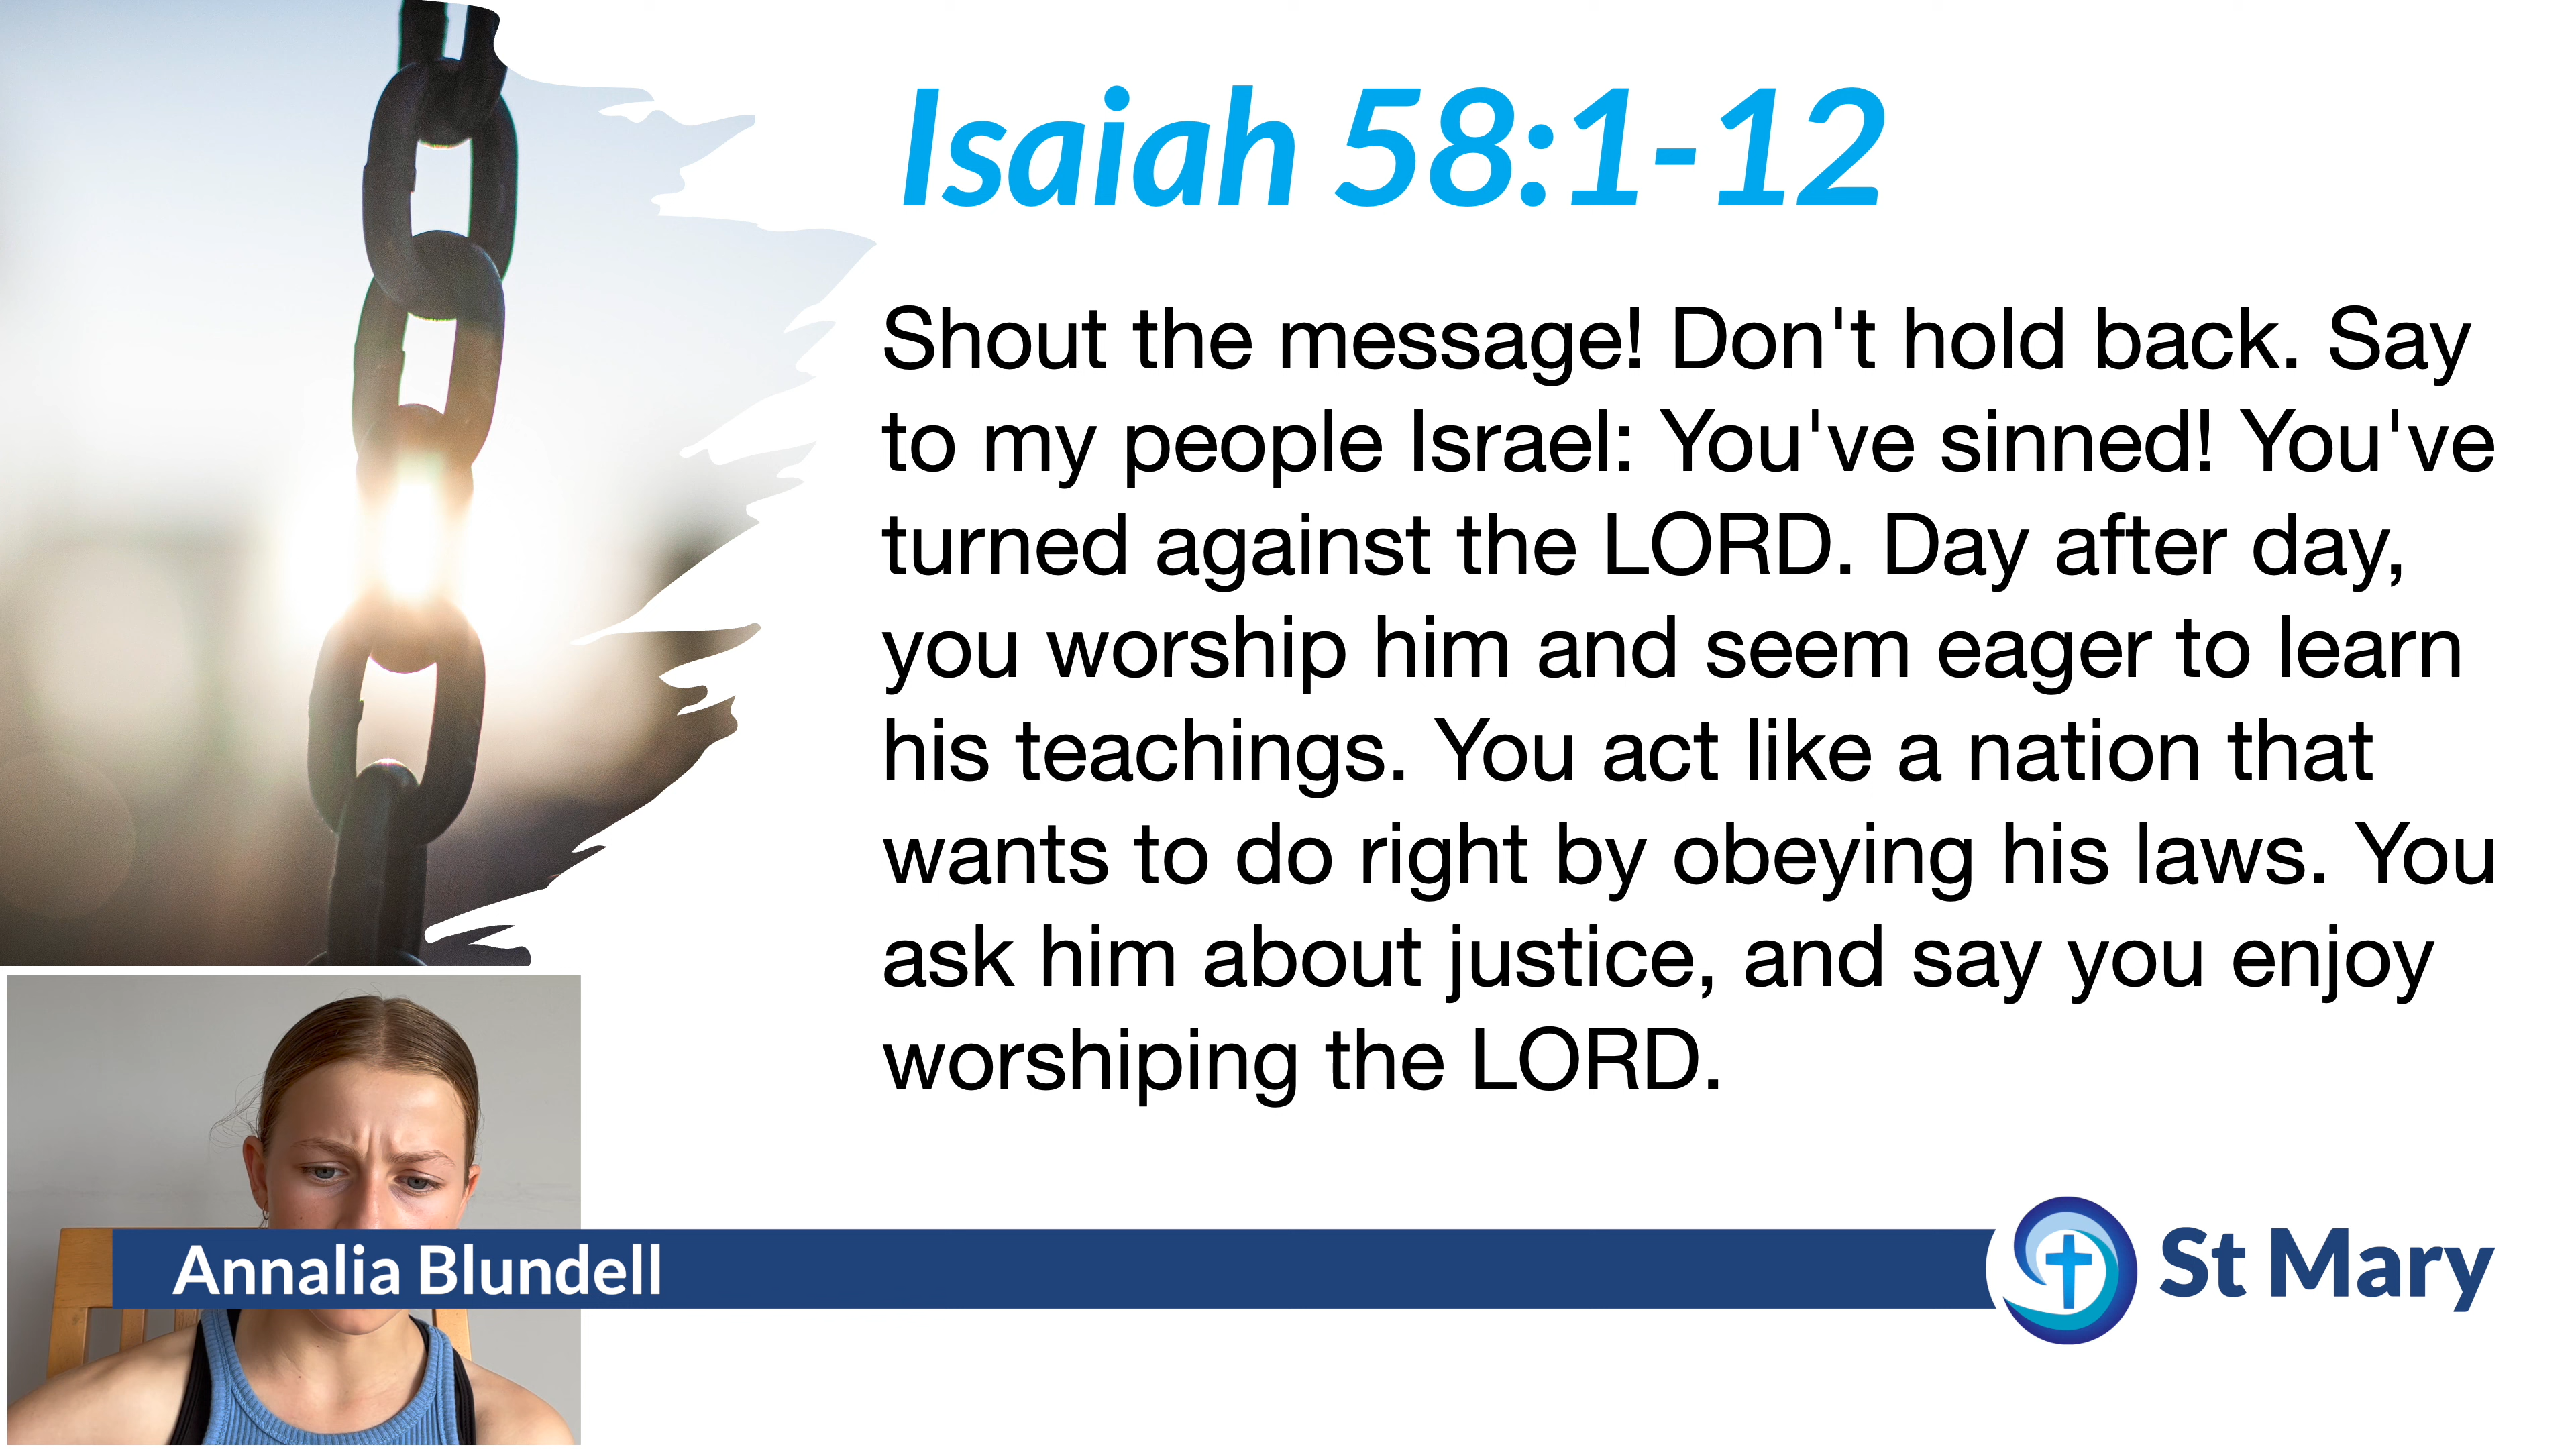 Isaiah 58:1-12
Shout the message! Don't hold back. Say
to my people Israel: You've sinned! You've
turned against the LORD. Day after day,
you worship him and seem eager to learn
his teachings. You act like a nation that
wants to do right by obeying his laws. You
ask him about justice, and say you enjoy
worshiping the LORD.
Annalia Blundell
St Mary